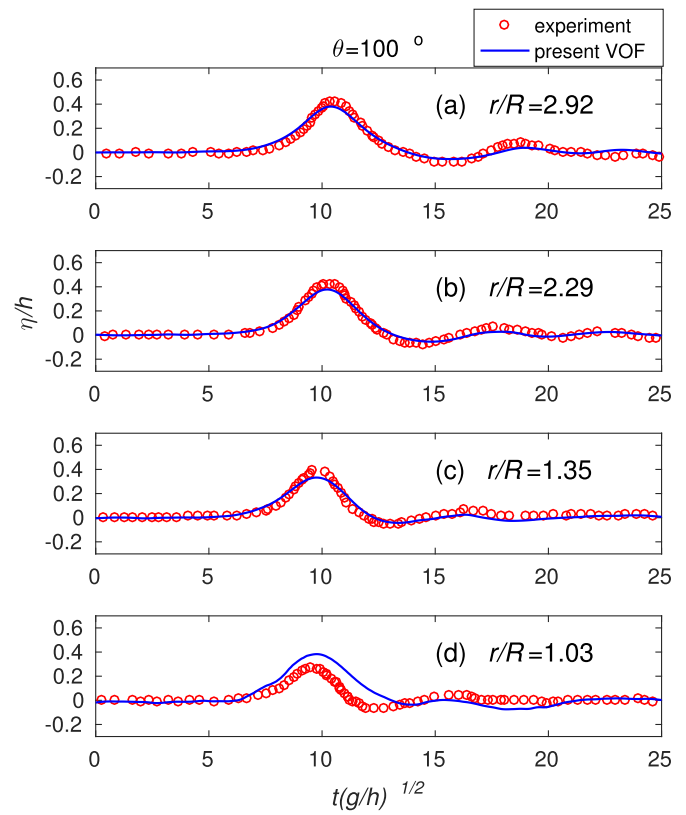 experiment
present VOF
θ=100 °
0.6
0.4
0.2
0
-0.2
(a) r/R=2.92
0 5 10 15 20 25
0.6
0.4
0.2
0
-0.2
(b) r/R=2.29
0 5 10 15 20 25
η/h
0.6
0.4
0.2
0
-0.2
(c) r/R=1.35
0 5 10 15 20 25
0.6
0.4
0.2
0
-0.2
(d) r/R=1.03
0 5 10 15 20 25
t(g/h) 1/2